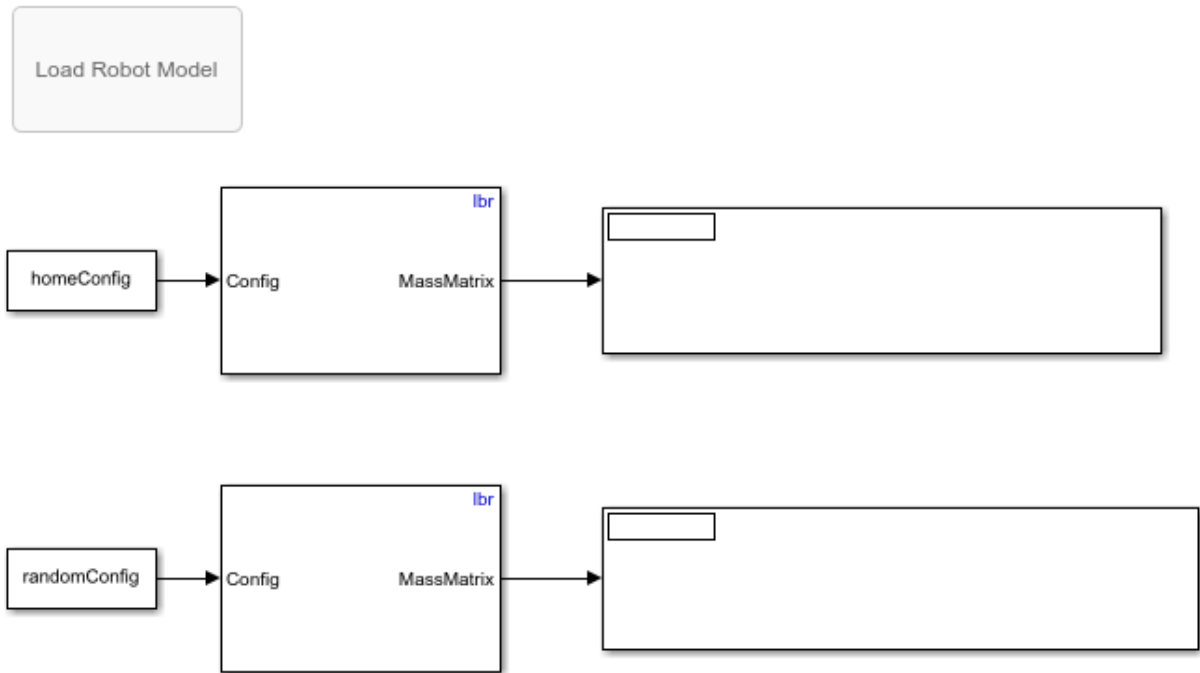 Load Robot Model
lbr
homeConfig
Config
MassMatrix
lbr
randomConfig
Config
MassMatrix